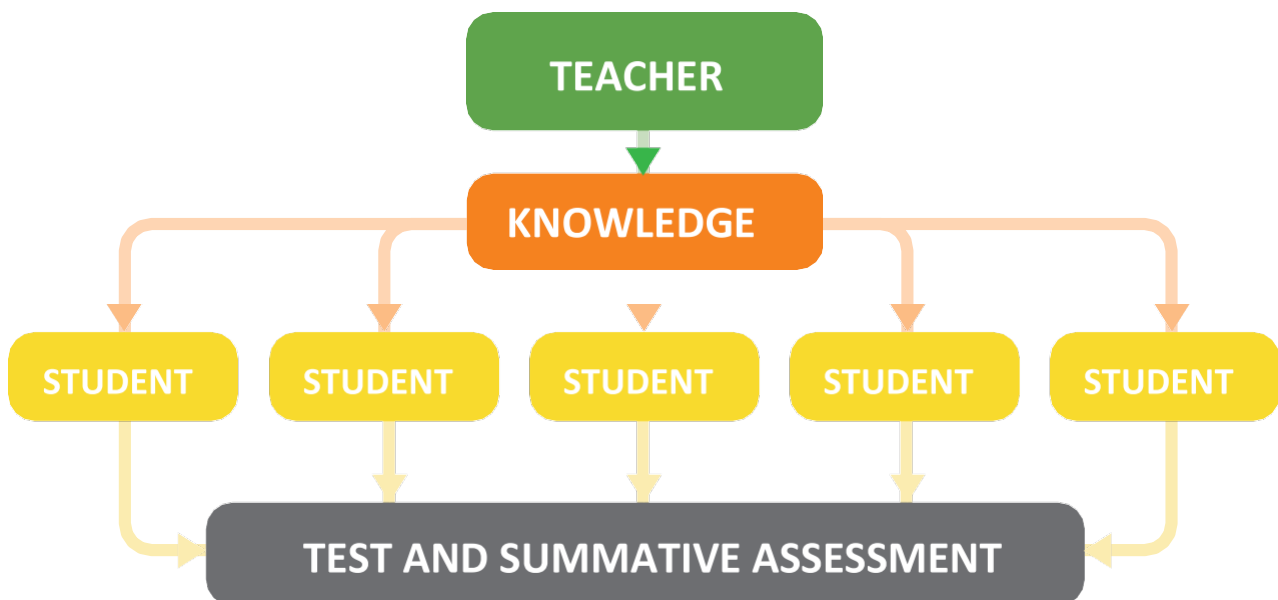 TEACHER
KNOWLEDGE
STUDENT
STUDENT
STUDENT
STUDENT
STUDENT
TEST AND SUMMATIVE ASSESSMENT